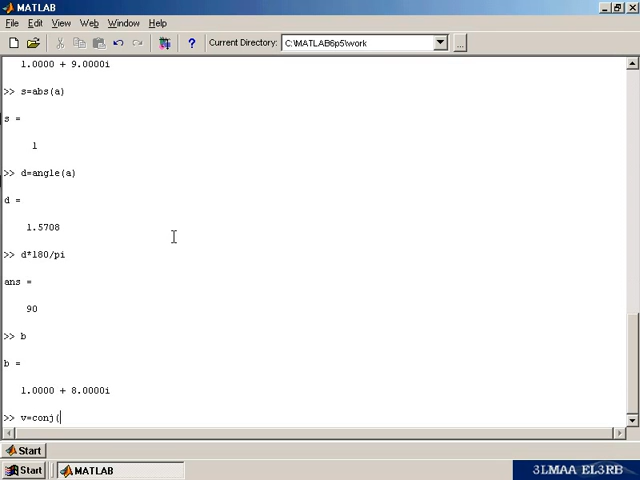 MATLAB
File Edit View Web Window Help
? Current Directory: C:\MATLAB6p5\work ...
1.0000 + 9.0000i
>> s=abs(a)
s =
1
>> d=angle(a)
d =
1.5708
>> d*180/pi
ans =
90
>> b
b =
1.0000 + 8.0000i
>> v=conj(
Start
Start MATLAB 3LMAA EL3RB